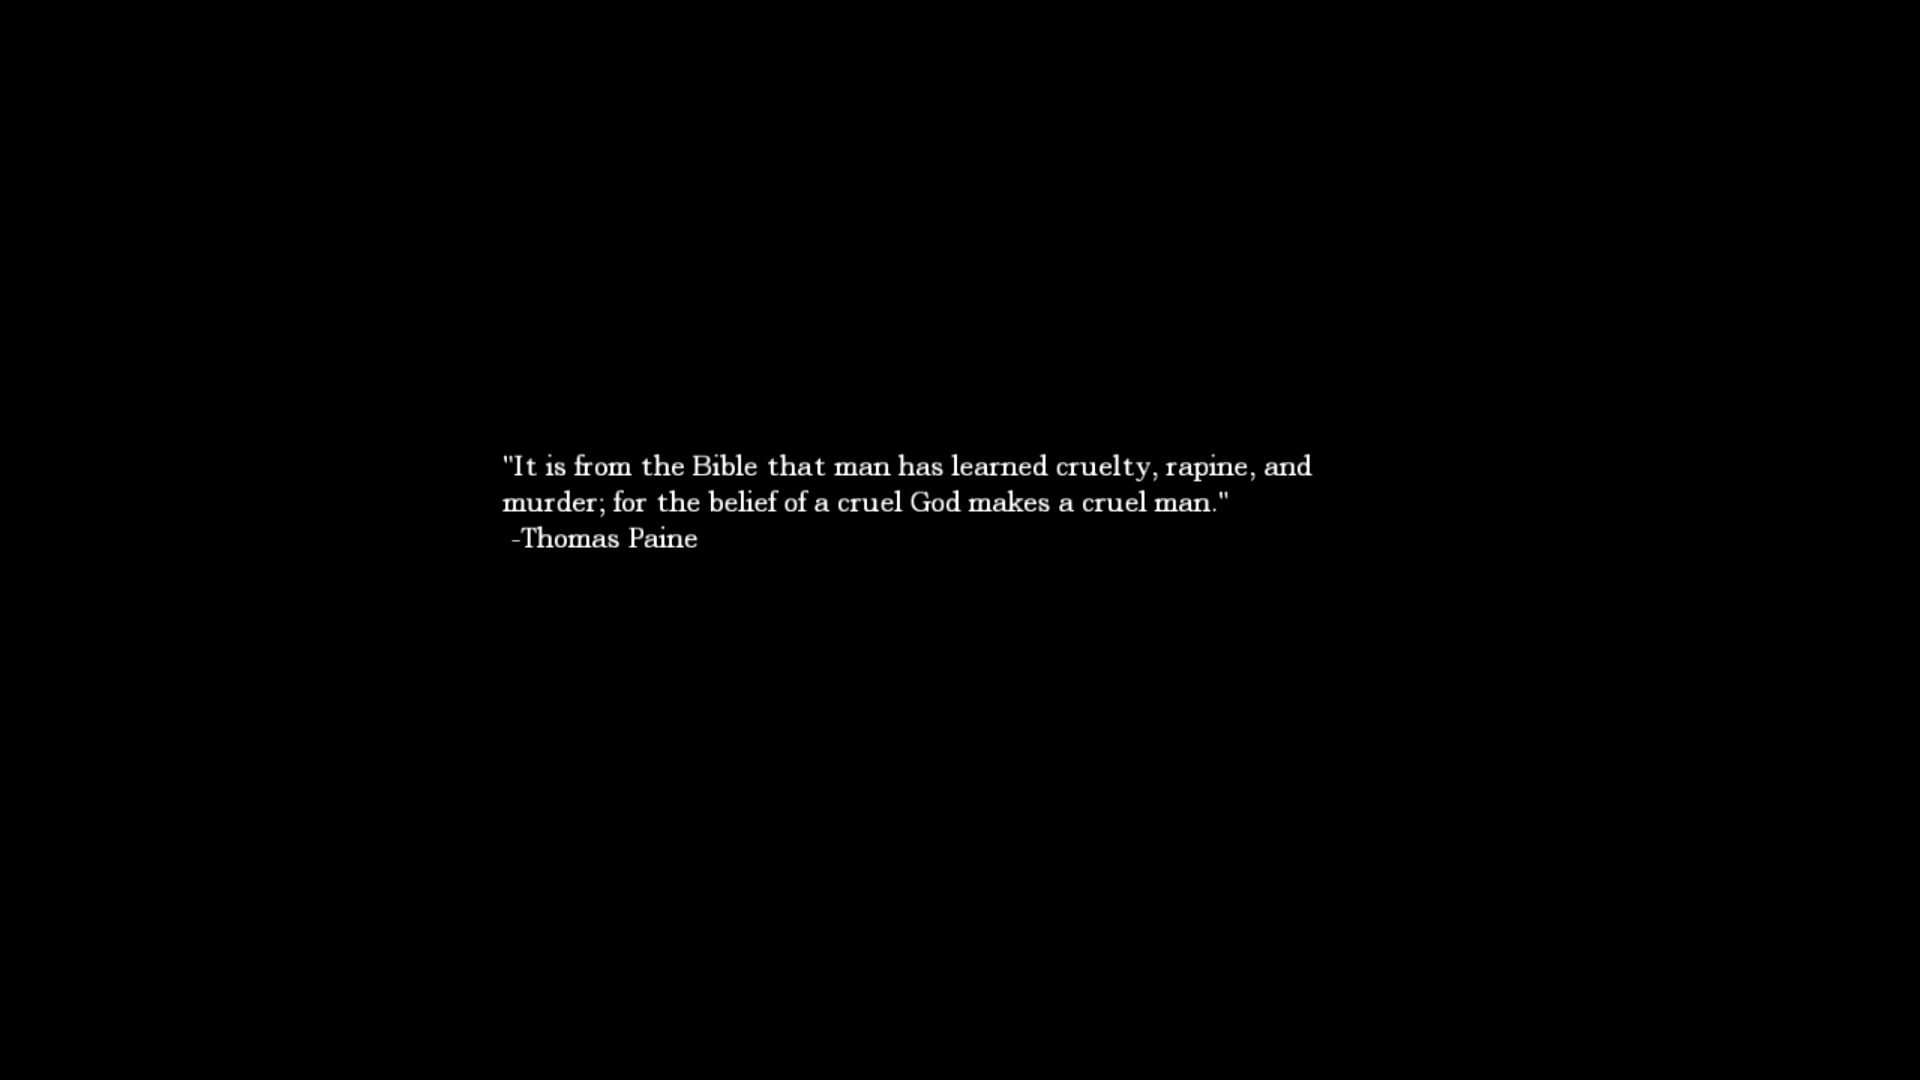 "It is from the Bible that man has learned cruelty, rapine, and
murder; for the belief of a cruel God makes a cruel man."
-Thomas Paine